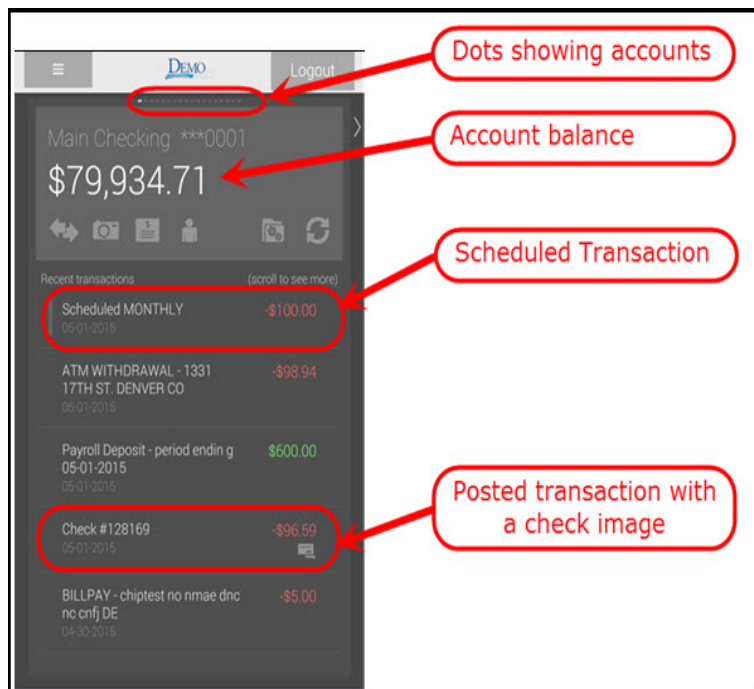 Dots showing accounts
DEMO
Logout
Main Checking ***0001
Account balance
$79,934.71
Scheduled Transaction
Recent transactions (scroll to see more)
Scheduled MONTHLY -$100.00
05-01-2015
ATM WITHDRAWAL - 1331 -$98.94
17TH ST. DENVER CO
05-01-2015
Payroll Deposit - period endin g $600.00
05-01-2015
05-01-2015
Posted transaction with
a check image
Check #128169 -$96.59
05-01-2015
BILLPAY - chiptest no nmae dnc -$5.00
nc cnfj DE
04-30-2015